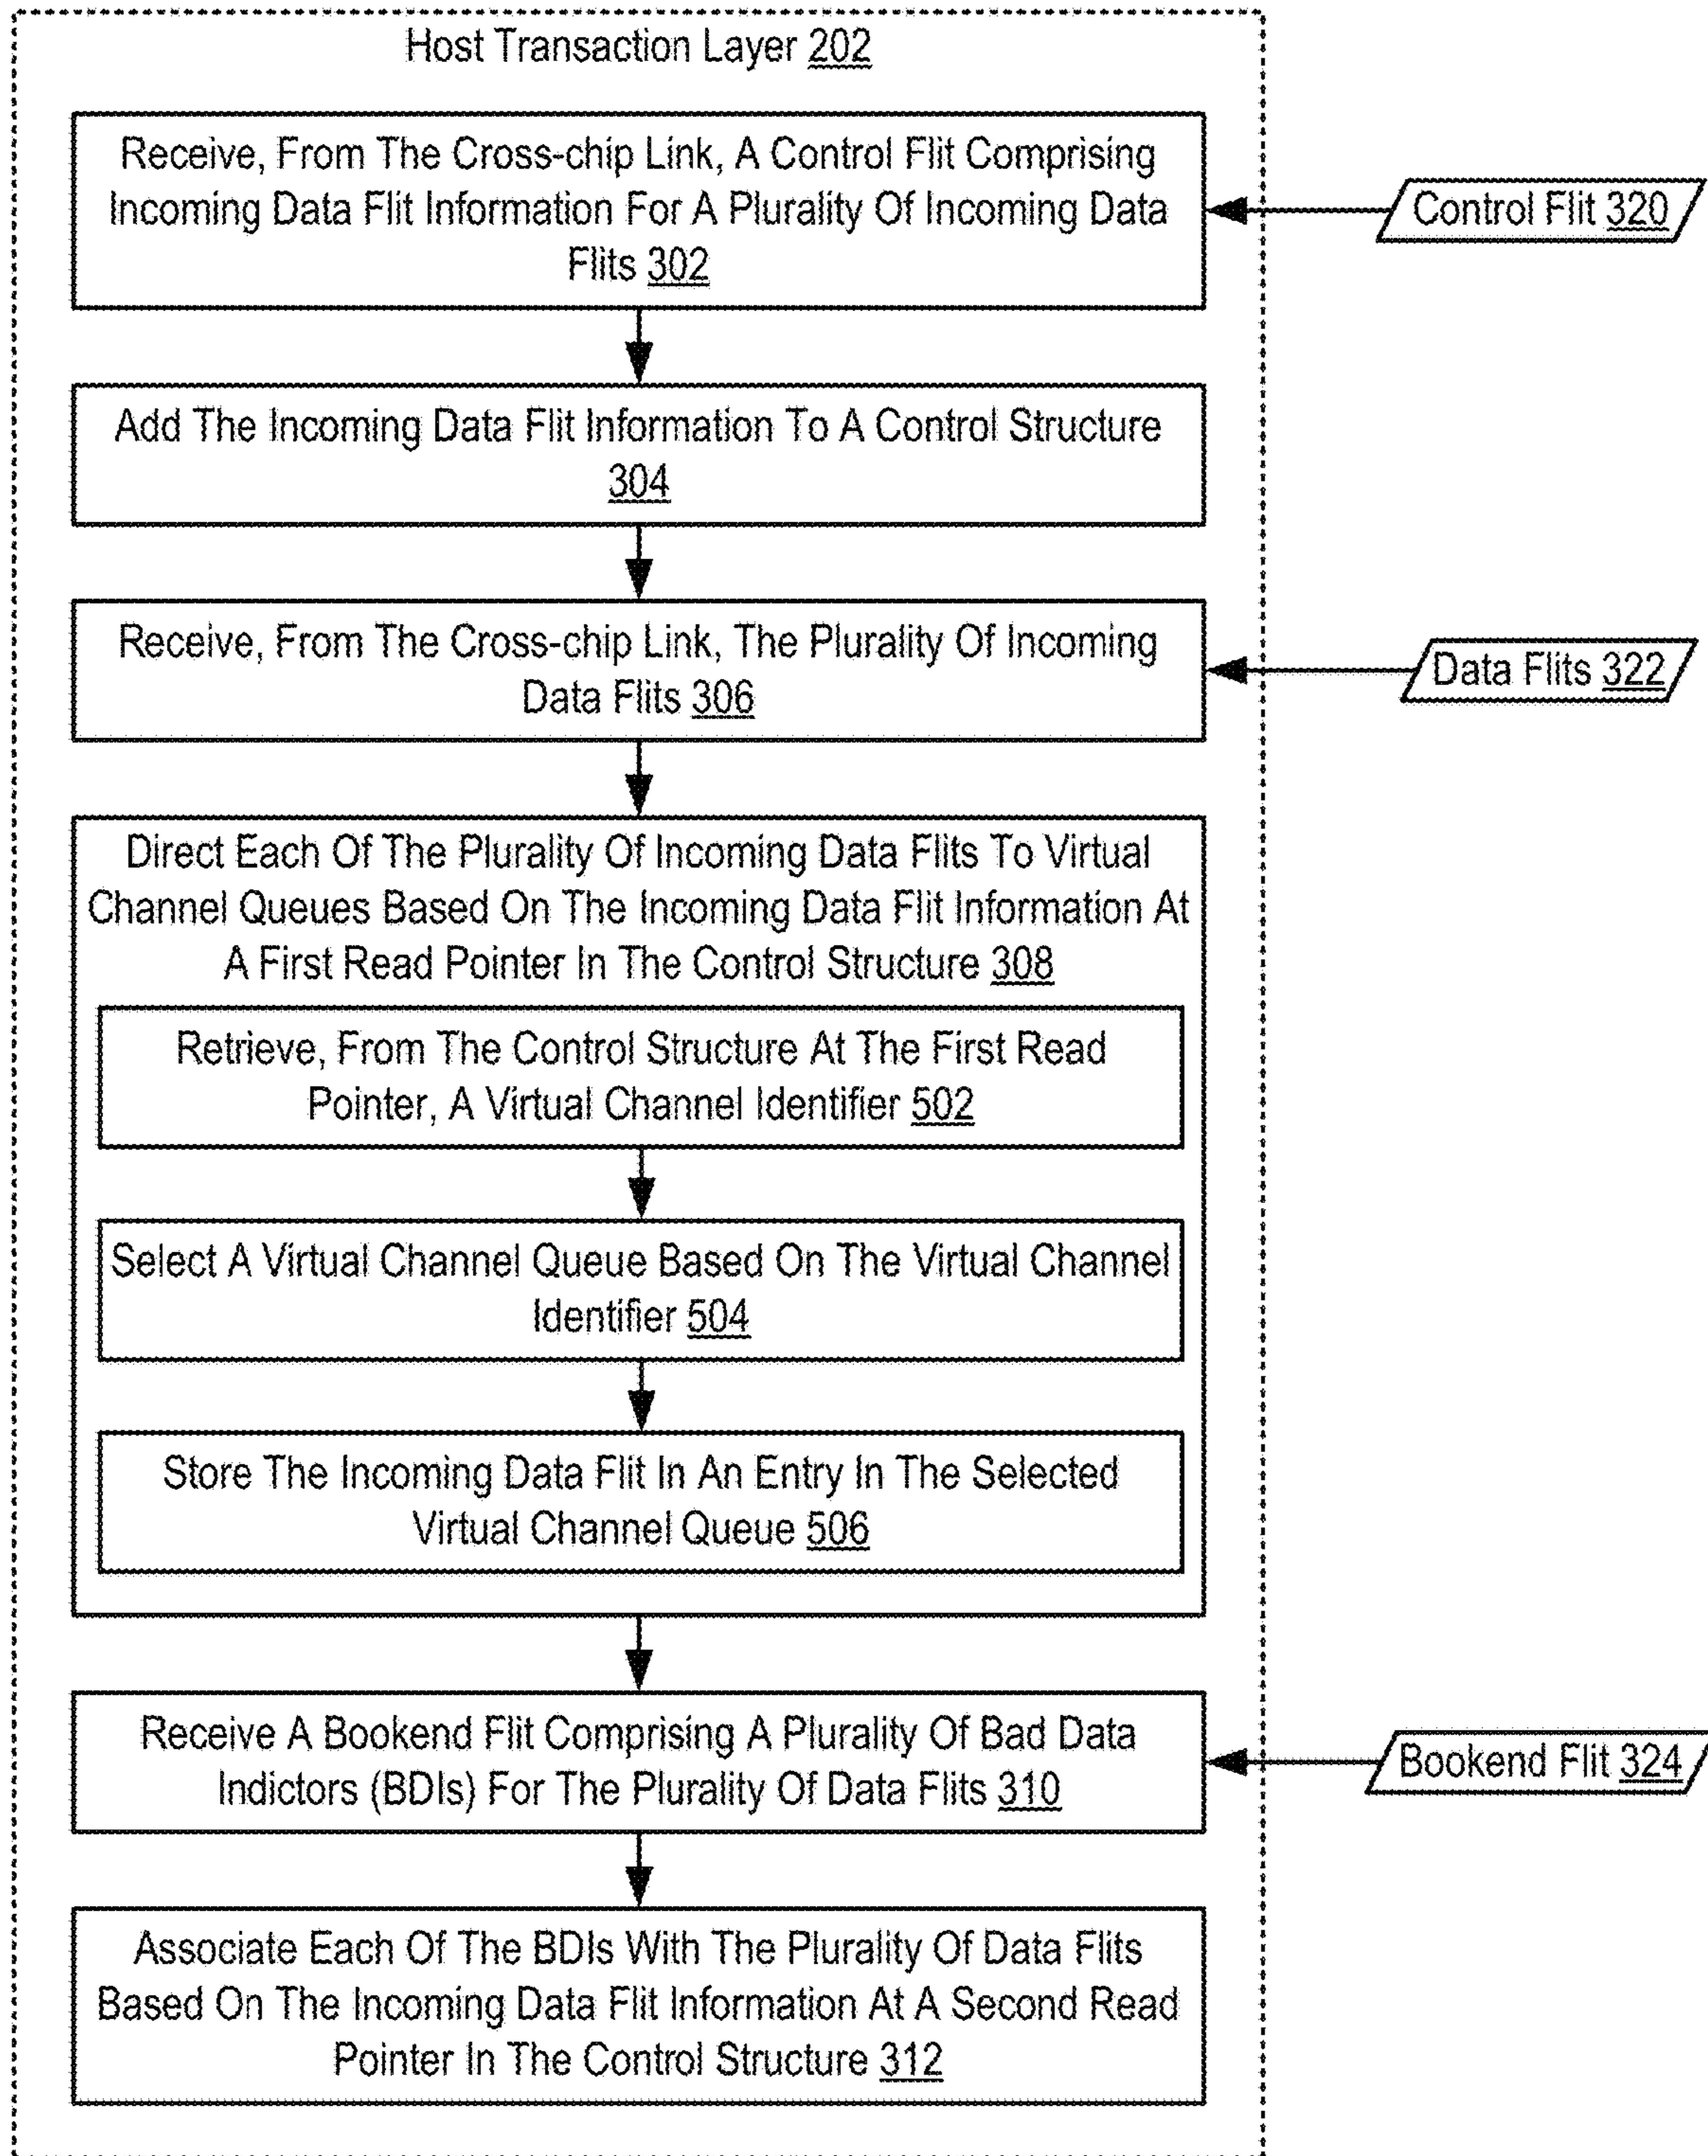 Host Transaction Layer 202
Receive, From The Cross-chip Link, A Control Flit Comprising
Incoming Data Flit Information For A Plurality Of Incoming Data
Flits 302
Control Flit 320
Add The Incoming Data Flit Information To A Control Structure
304
Receive, From The Cross-chip Link, The Plurality Of Incoming
Data Flits 306
Data Flits 322
Direct Each Of The Plurality Of Incoming Data Flits To Virtual
Channel Queues Based On The Incoming Data Flit Information At
A First Read Pointer In The Control Structure 308
Retrieve, From The Control Structure At The First Read
Pointer, A Virtual Channel Identifier 502
Select A Virtual Channel Queue Based On The Virtual Channel
Identifier 504
Store The Incoming Data Flit In An Entry In The Selected
Virtual Channel Queue 506
Receive A Bookend Flit Comprising A Plurality Of Bad Data
Indictors (BDIs) For The Plurality Of Data Flits 310
Bookend Flit 324
Associate Each Of The BDIs With The Plurality Of Data Flits
Based On The Incoming Data Flit Information At A Second Read
Pointer In The Control Structure 312